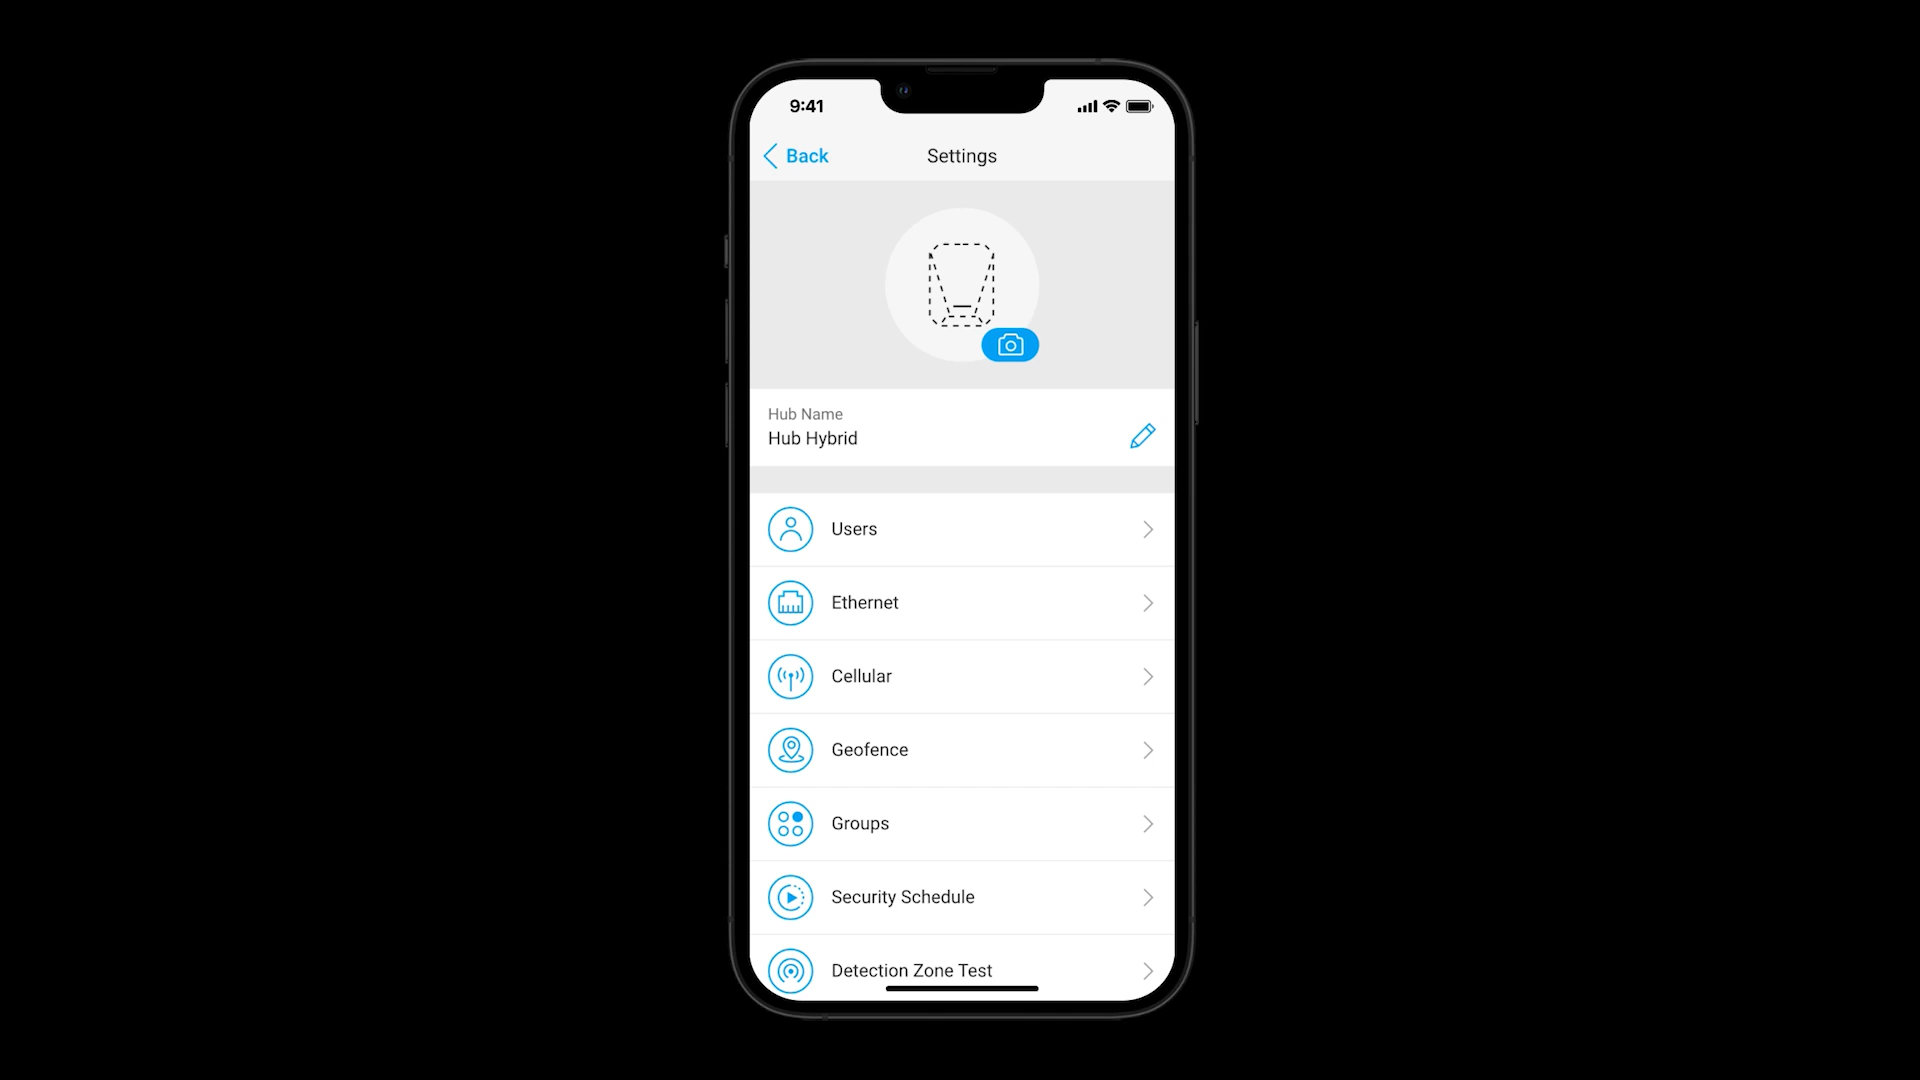 9:41
Back
Settings
Hub Name
Hub Hybrid
Users
Ethernet
Cellular
Geofence
Groups
Security Schedule
Detection Zone Test